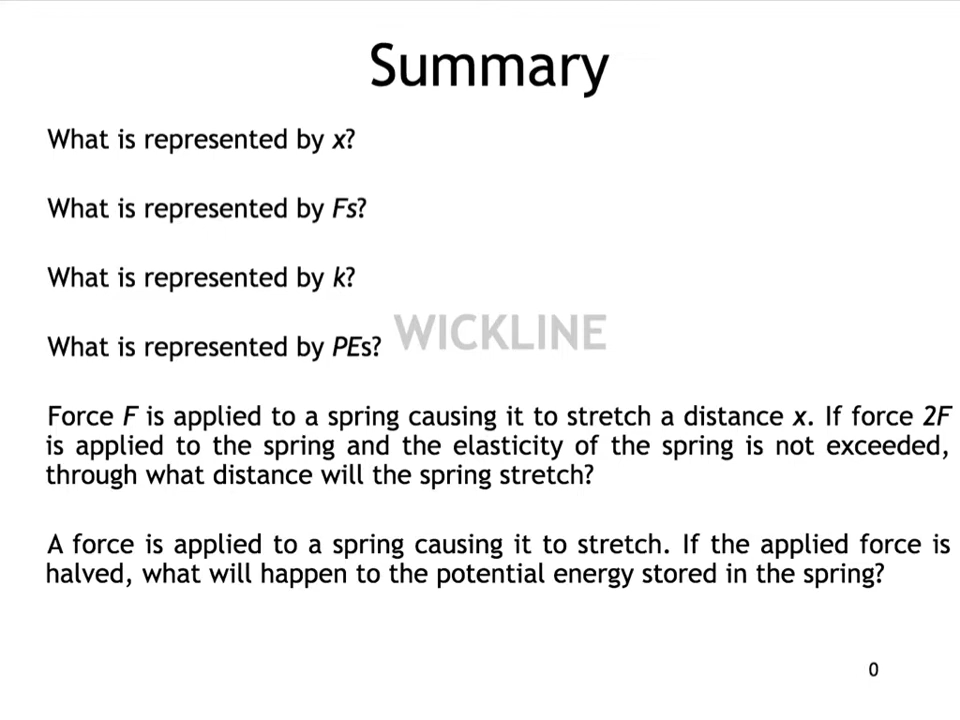 Summary
What is represented by x?
What is represented by Fs?
What is represented by k?
What is represented by PEs?
WICKLINE
Force F is applied to a spring causing it to stretch a distance x. If force 2F
is applied to the spring and the elasticity of the spring is not exceeded,
through what distance will the spring stretch?
A force is applied to a spring causing it to stretch. If the applied force is
halved, what will happen to the potential energy stored in the spring?
0